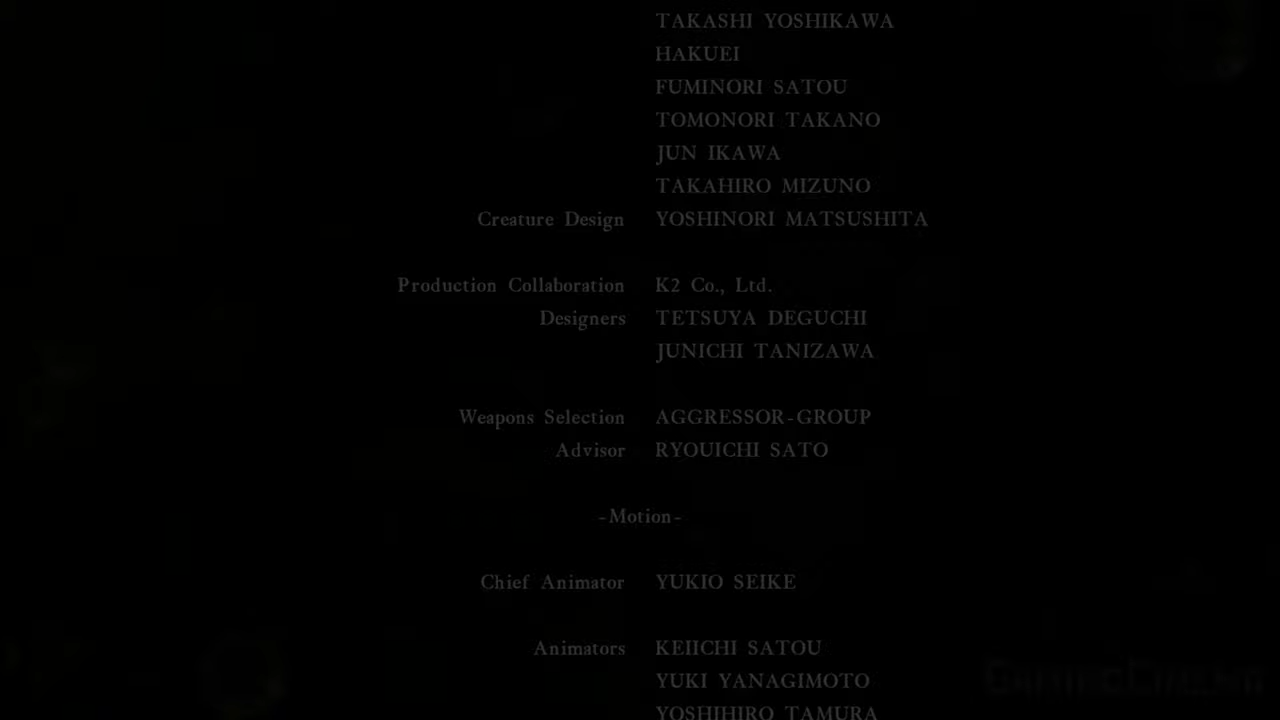 TAKASHI YOSHIKAWA
HAKUEI
FUMINORI SATOU
TOMONORI TAKANO
JUN IKAWA
TAKAHIRO MIZUNO
Creature Design YOSHINORI MATSUSHITA
Production Collaboration K2 Co., Ltd.
Designers TETSUYA DEGUCHI
JUNICHI TANIZAWA
Weapons Selection AGGRESSOR-GROUP
Advisor RYOUICHI SATO
-Motion-
Chief Animator YUKIO SEIKE
Animators KEIICHI SATOU
YUKI YANAGIMOTO
YOSHIHIRO TAMURA